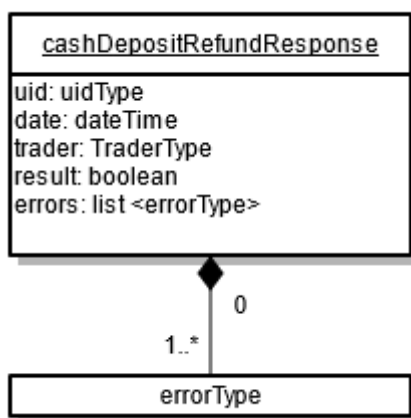 cashDepositRefundResponse
uid: uidType
date: dateTime
trader: TraderType
result: boolean
errors: list <errorType>
0
1..*
errorType